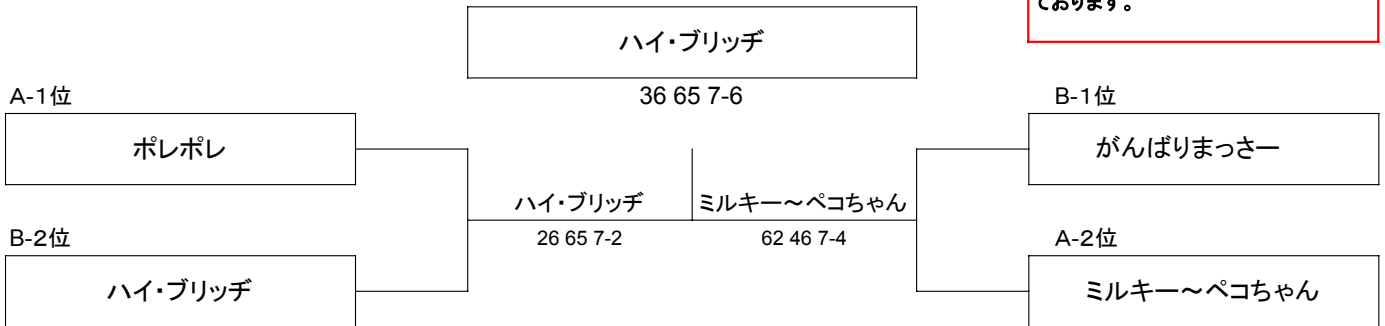 ております。
ハイ・ブリッヂ
36 65 7-6
A-1位
B-1位
ポレポレ
がんばりまっさー
ハイ・ブリッヂ
ミルキー～ペコちゃん
26 65 7-2
62 46 7-4
B-2位
A-2位
ハイ・ブリッヂ
ミルキー～ペコちゃん